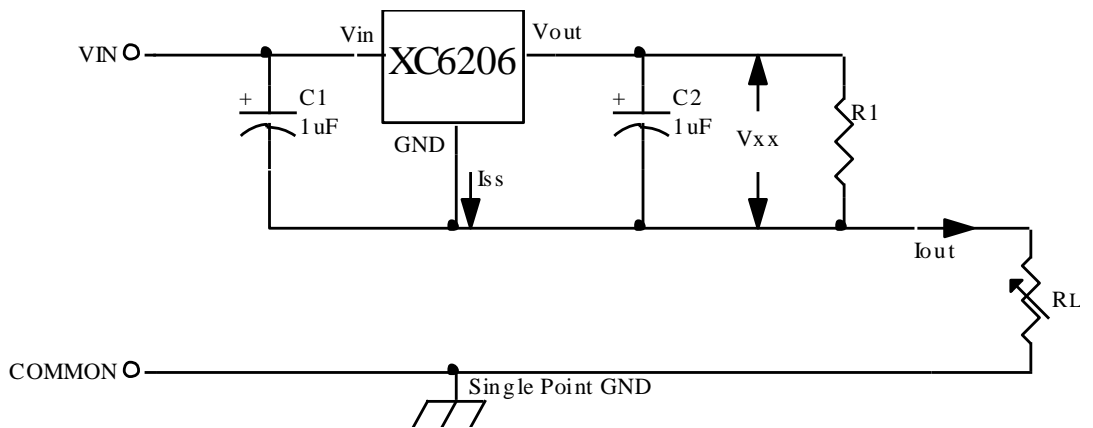 VIN
Vin
XC6206
Vout
+
C1
1uF
GND
Iss
+
C2
1uF
Vxx
R1
Iout
RL
COMMON
Single Point GND